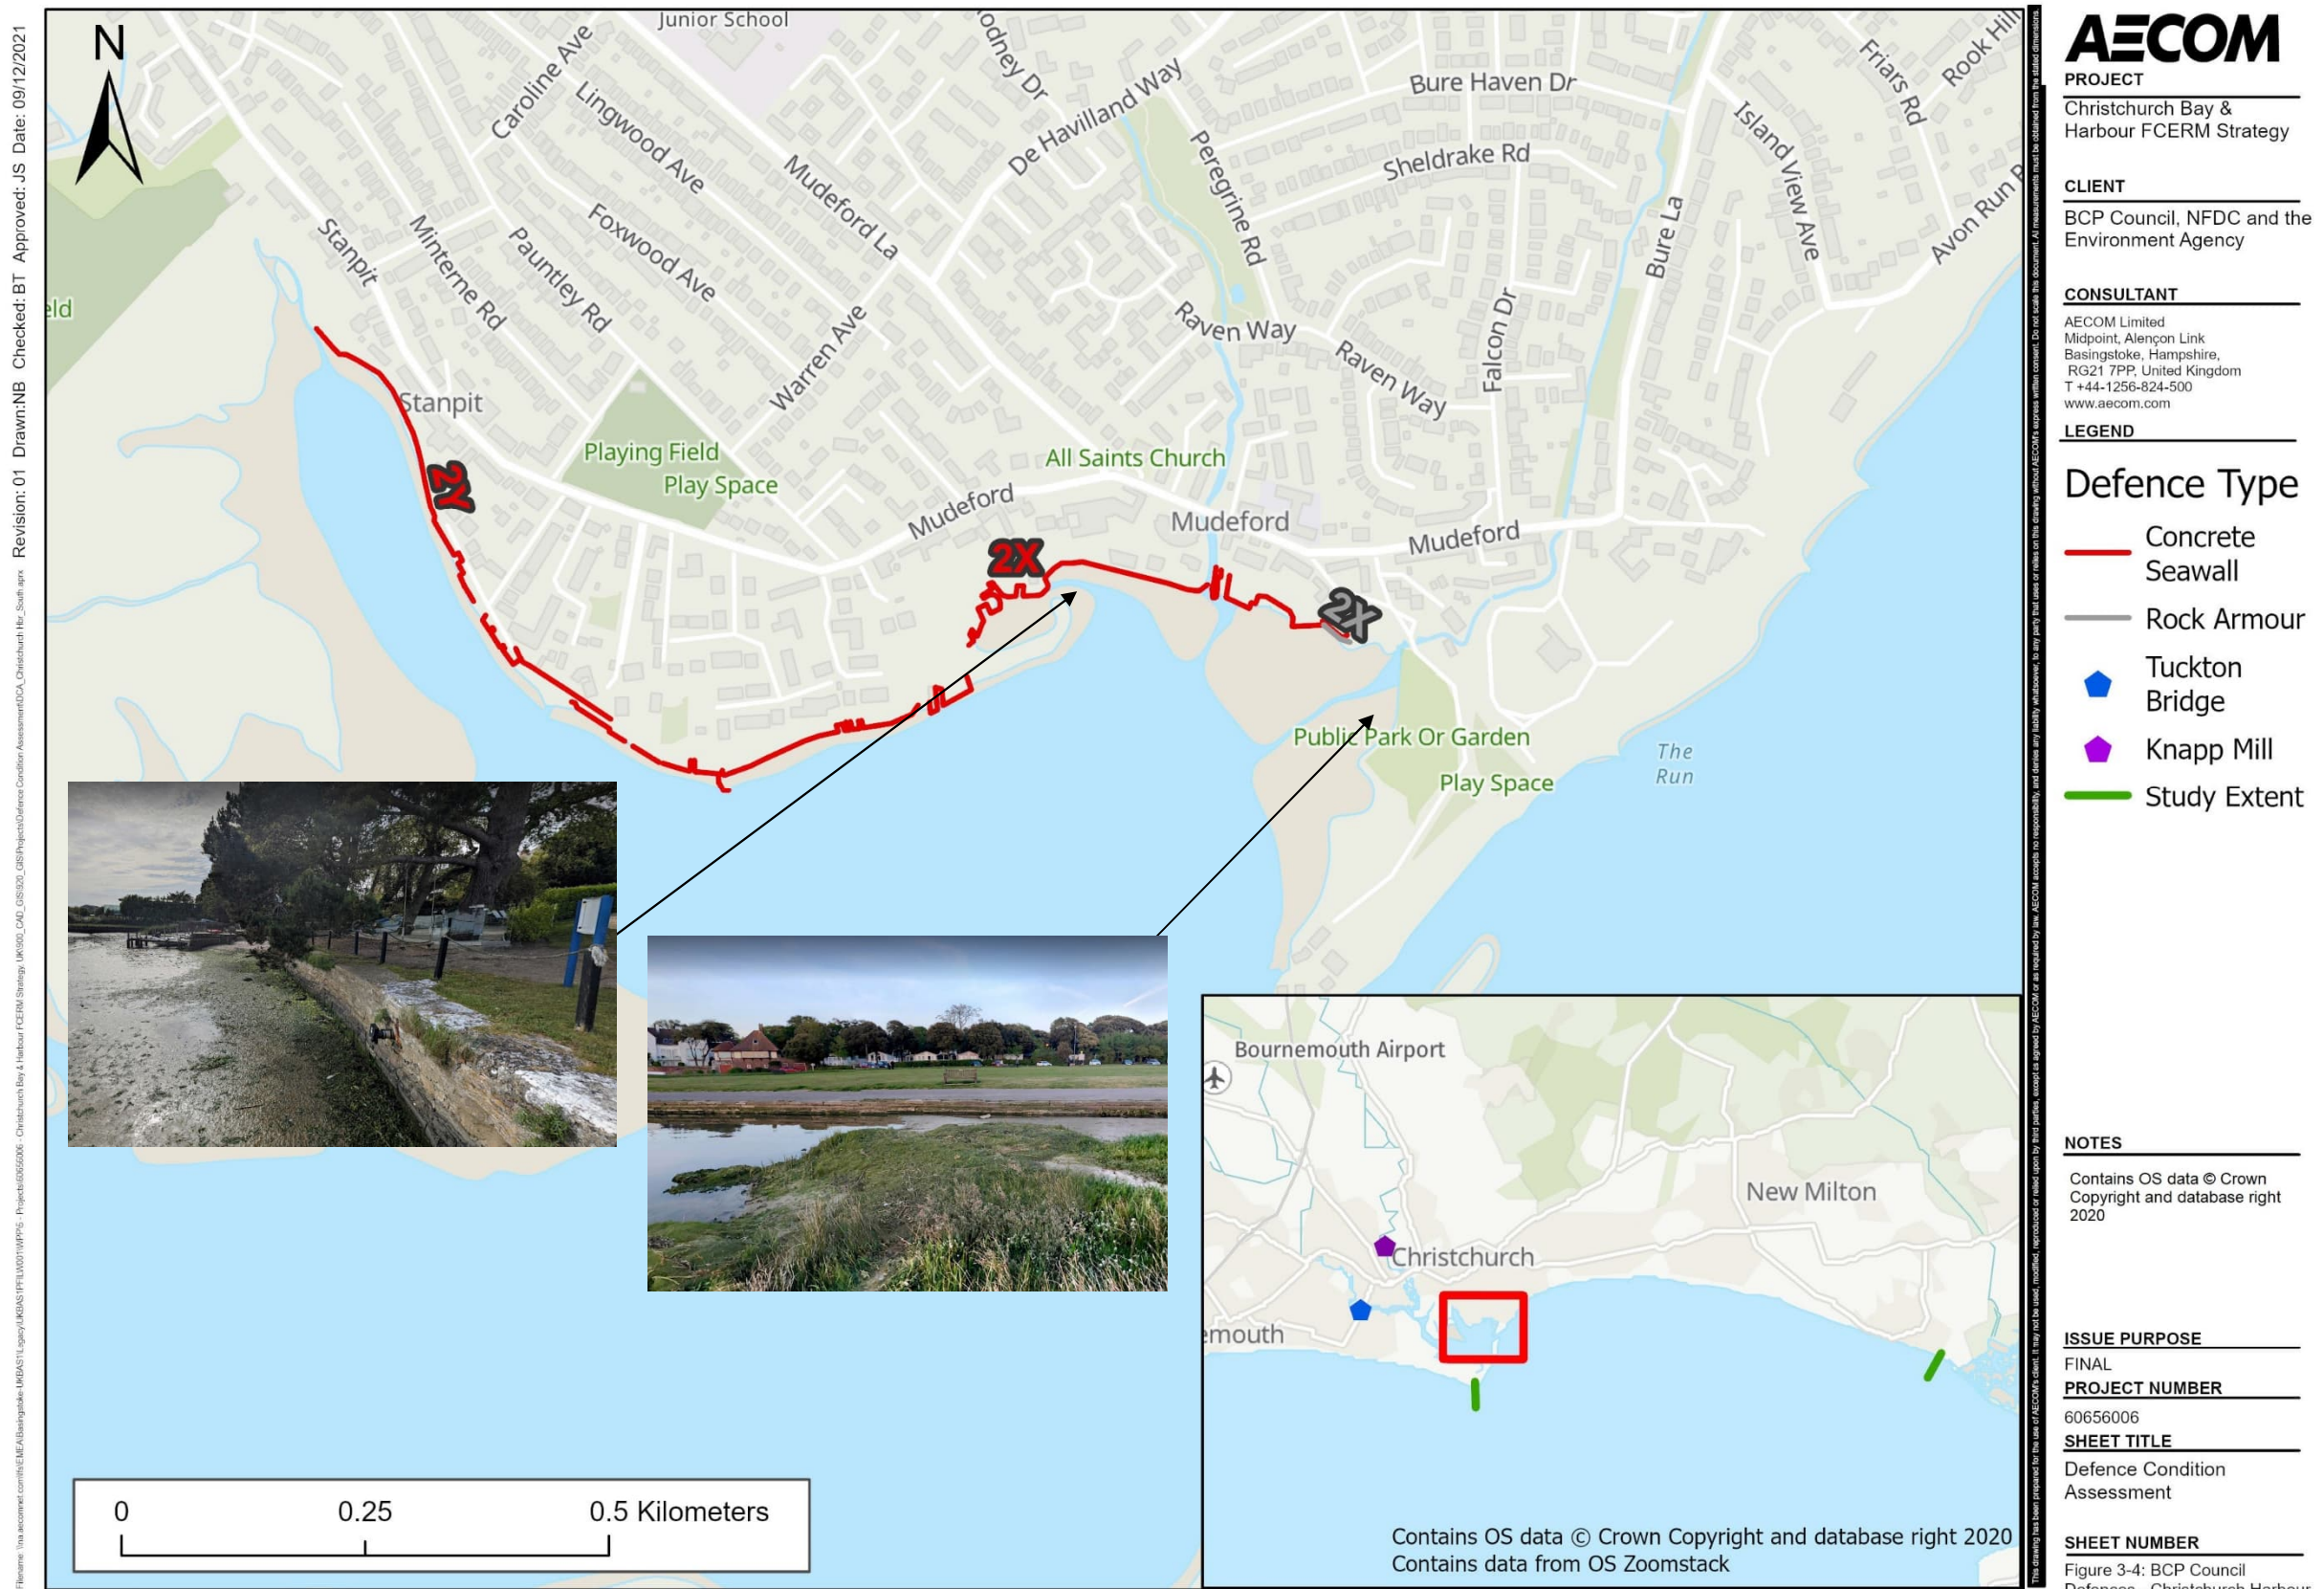 Revision: 01 Drawn:NB Checked: BT Approved: JS Date: 09/12/2021
N
Junior School
Caroline Ave
Lingwood Ave
Mudeford La
De Havilland Way
Peregrine Rd
Bure Haven Dr
Sheldrake Rd
Island View Ave
Friars Rd
Rook Hill
Avon Run R
Bure La
Stanpit
Minterne Rd
Pauntley Rd
Foxwood Ave
Warren Ave
Raven Way
Raven Way
Falcon Dr
eld
Stanpit
2Y
Playing Field
Play Space
All Saints Church
Mudeford
Mudeford
Mudeford
2X
2X
Public Park Or Garden
Play Space
The
Run
Bournemouth Airport
New Milton
Christchurch
emouth
0 0.25 0.5 Kilometers
Contains OS data © Crown Copyright and database right 2020
Contains data from OS Zoomstack
AECOM
PROJECT
Christchurch Bay &
Harbour FCERM Strategy
CLIENT
BCP Council, NFDC and the
Environment Agency
CONSULTANT
AECOM Limited
Midpoint, Alençon Link
Basingstoke, Hampshire,
RG21 7PP, United Kingdom
T +44-1256-824-500
www.aecom.com
LEGEND
Defence Type
Concrete
Seawall
Rock Armour
Tuckton
Bridge
Knapp Mill
Study Extent
NOTES
Contains OS data © Crown
Copyright and database right
2020
ISSUE PURPOSE
FINAL
PROJECT NUMBER
60656006
SHEET TITLE
Defence Condition
Assessment
SHEET NUMBER
Figure 3-4: BCP Council
Defences - Christchurch Harbour